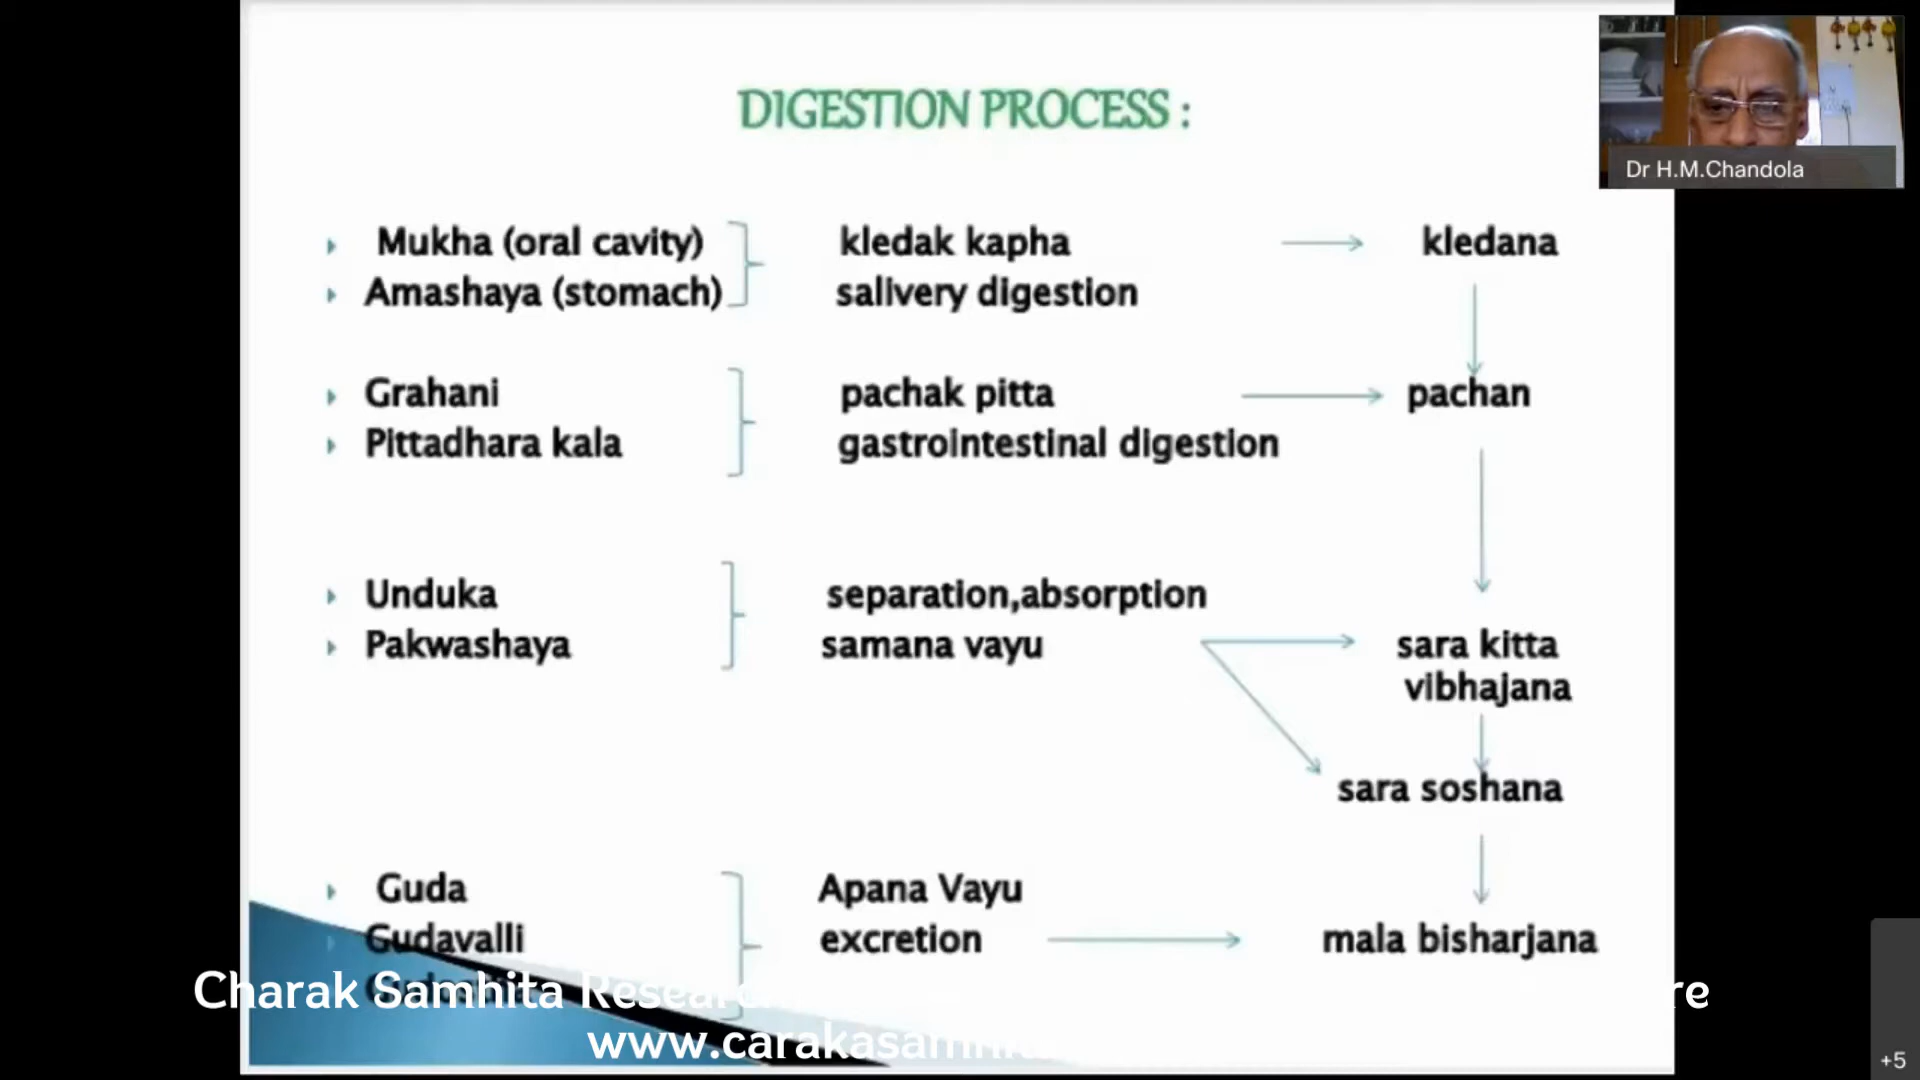 DIGESTION PROCESS :
Dr H.M.Chandola
Mukha (oral cavity) kledak kapha kledana
Amashaya (stomach) salivery digestion
Grahani pachak pitta pachan
Pittadhara kala gastrointestinal digestion
Unduka separation,absorption
Pakwashaya samana vayu sara kitta
vibhajana
sara soshana
Guda Apana Vayu
Gudavalli excretion mala bisharjana
Charak Samhita
+5